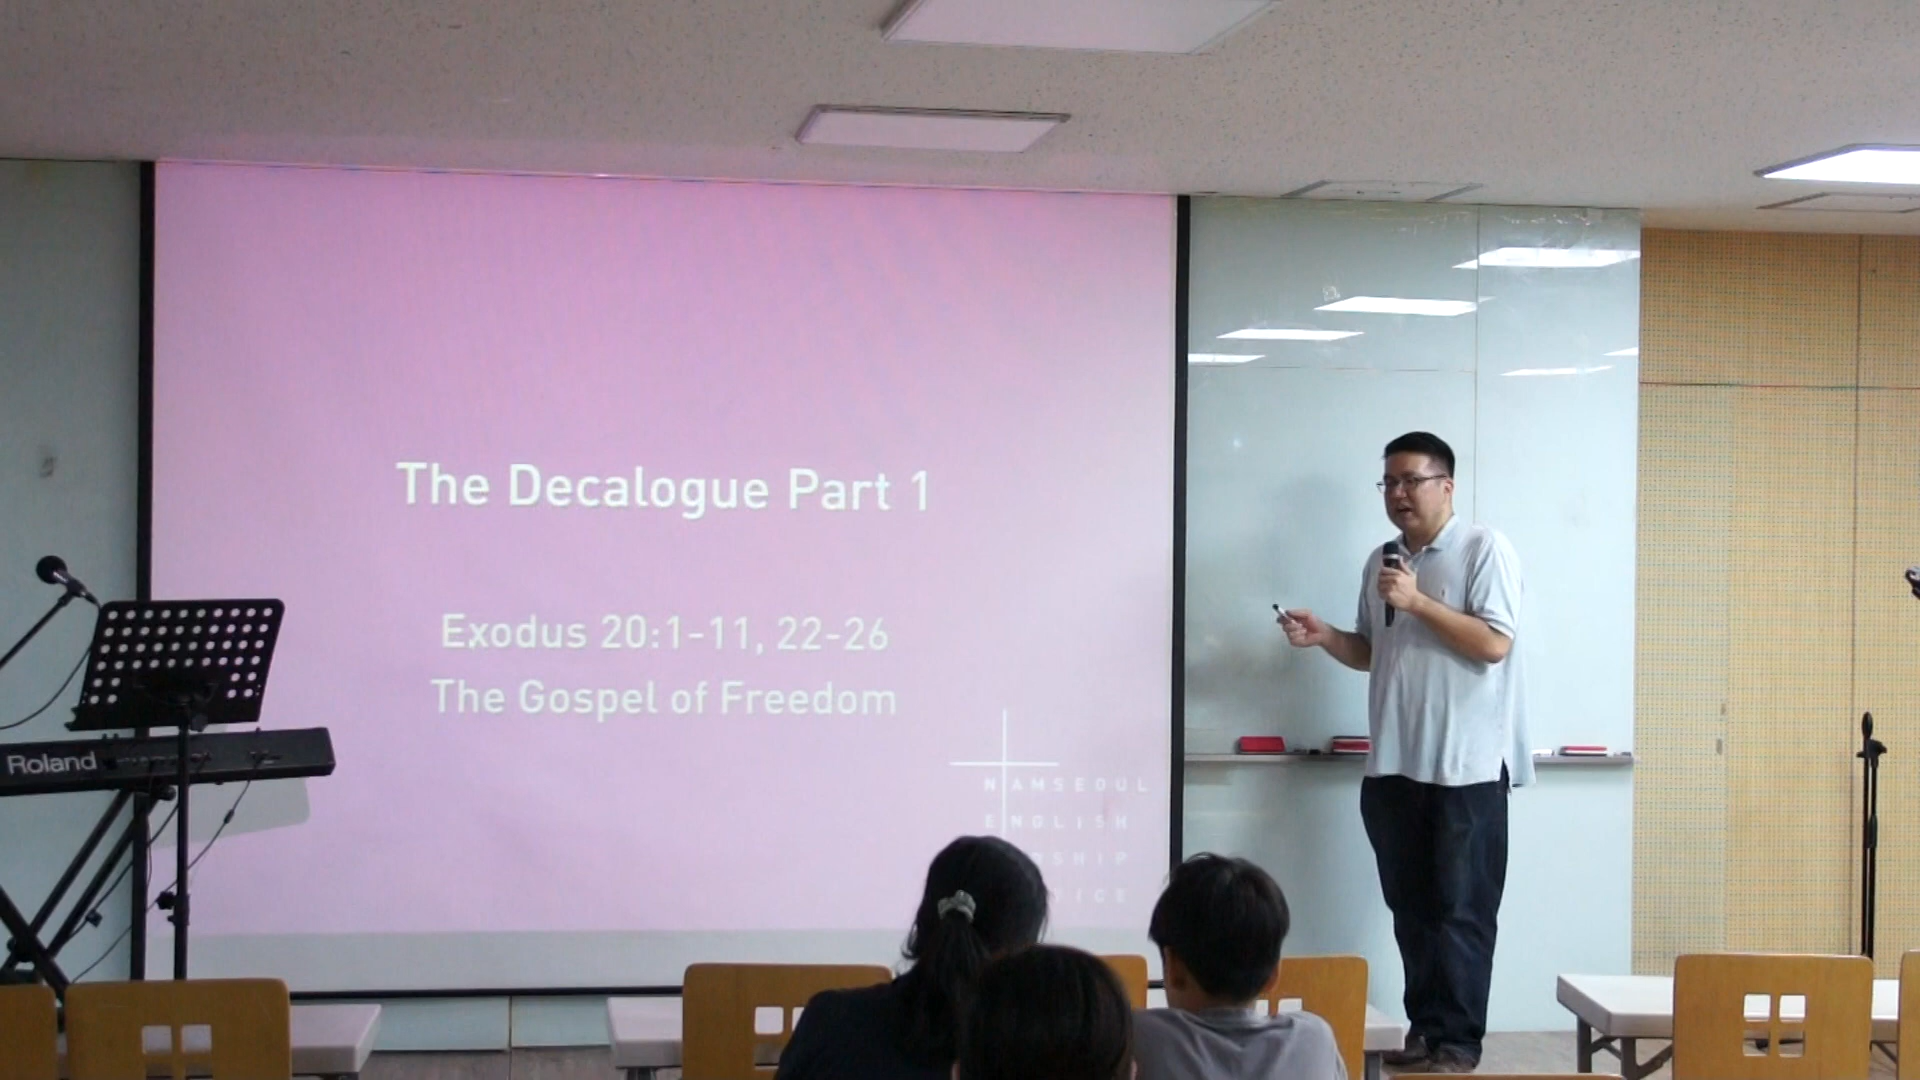 The Decalogue Part 1
Exodus 20:1-11, 22-26
The Gospel of Freedom
NAMSEOUL
ENGLISH
Roland